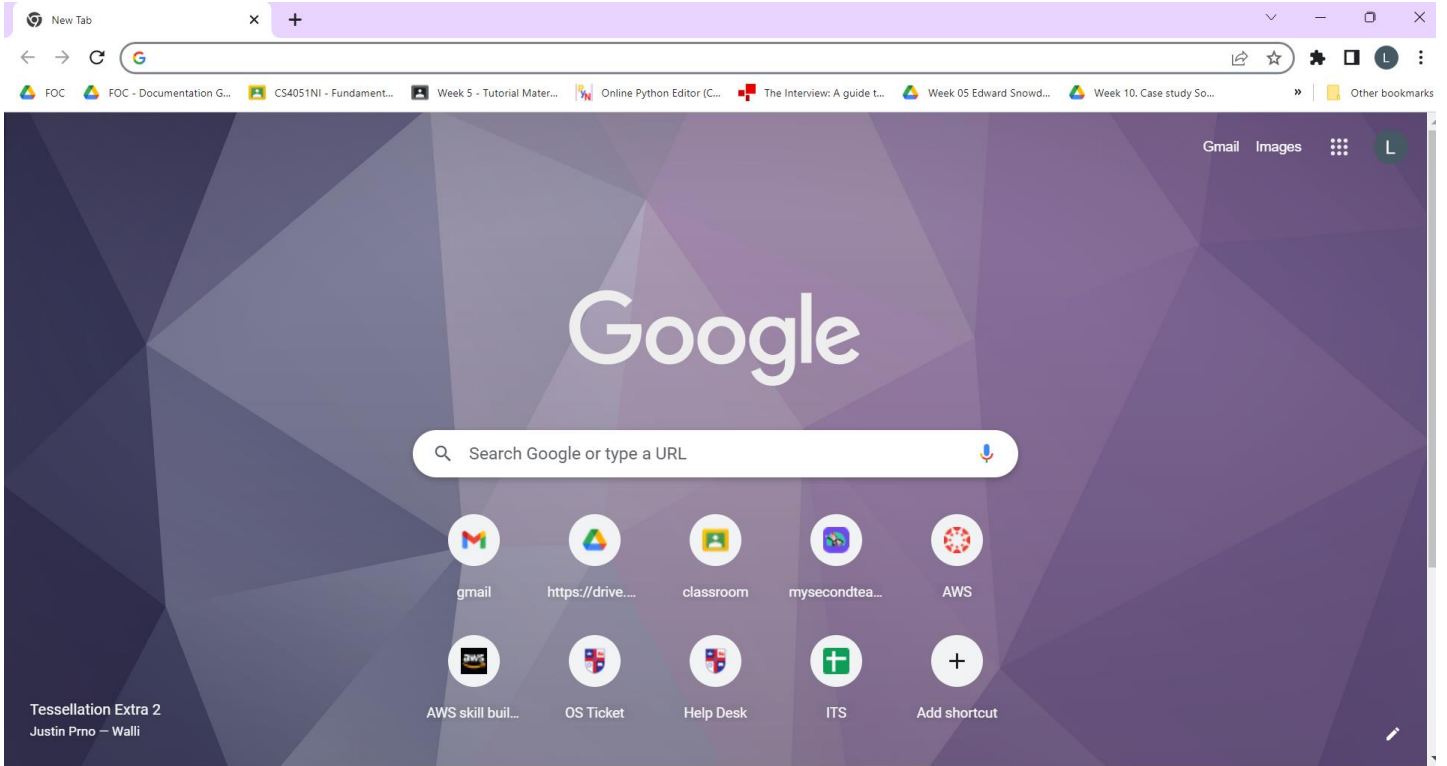 New Tab
FOC FOC - Documentation G... CS4051NI - Fundament... Week 5 - Tutorial Mater... Online Python Editor (C... The Interview: A guide t... Week 05 Edward Snowd... Week 10. Case study So... » Other bookmarks
Gmail Images L
Google
Search Google or type a URL
gmail https://drive.... classroom mysecondtea... AWS
AWS skill buil... OS Ticket Help Desk ITS Add shortcut
Tessellation Extra 2
Justin Prno — Walli